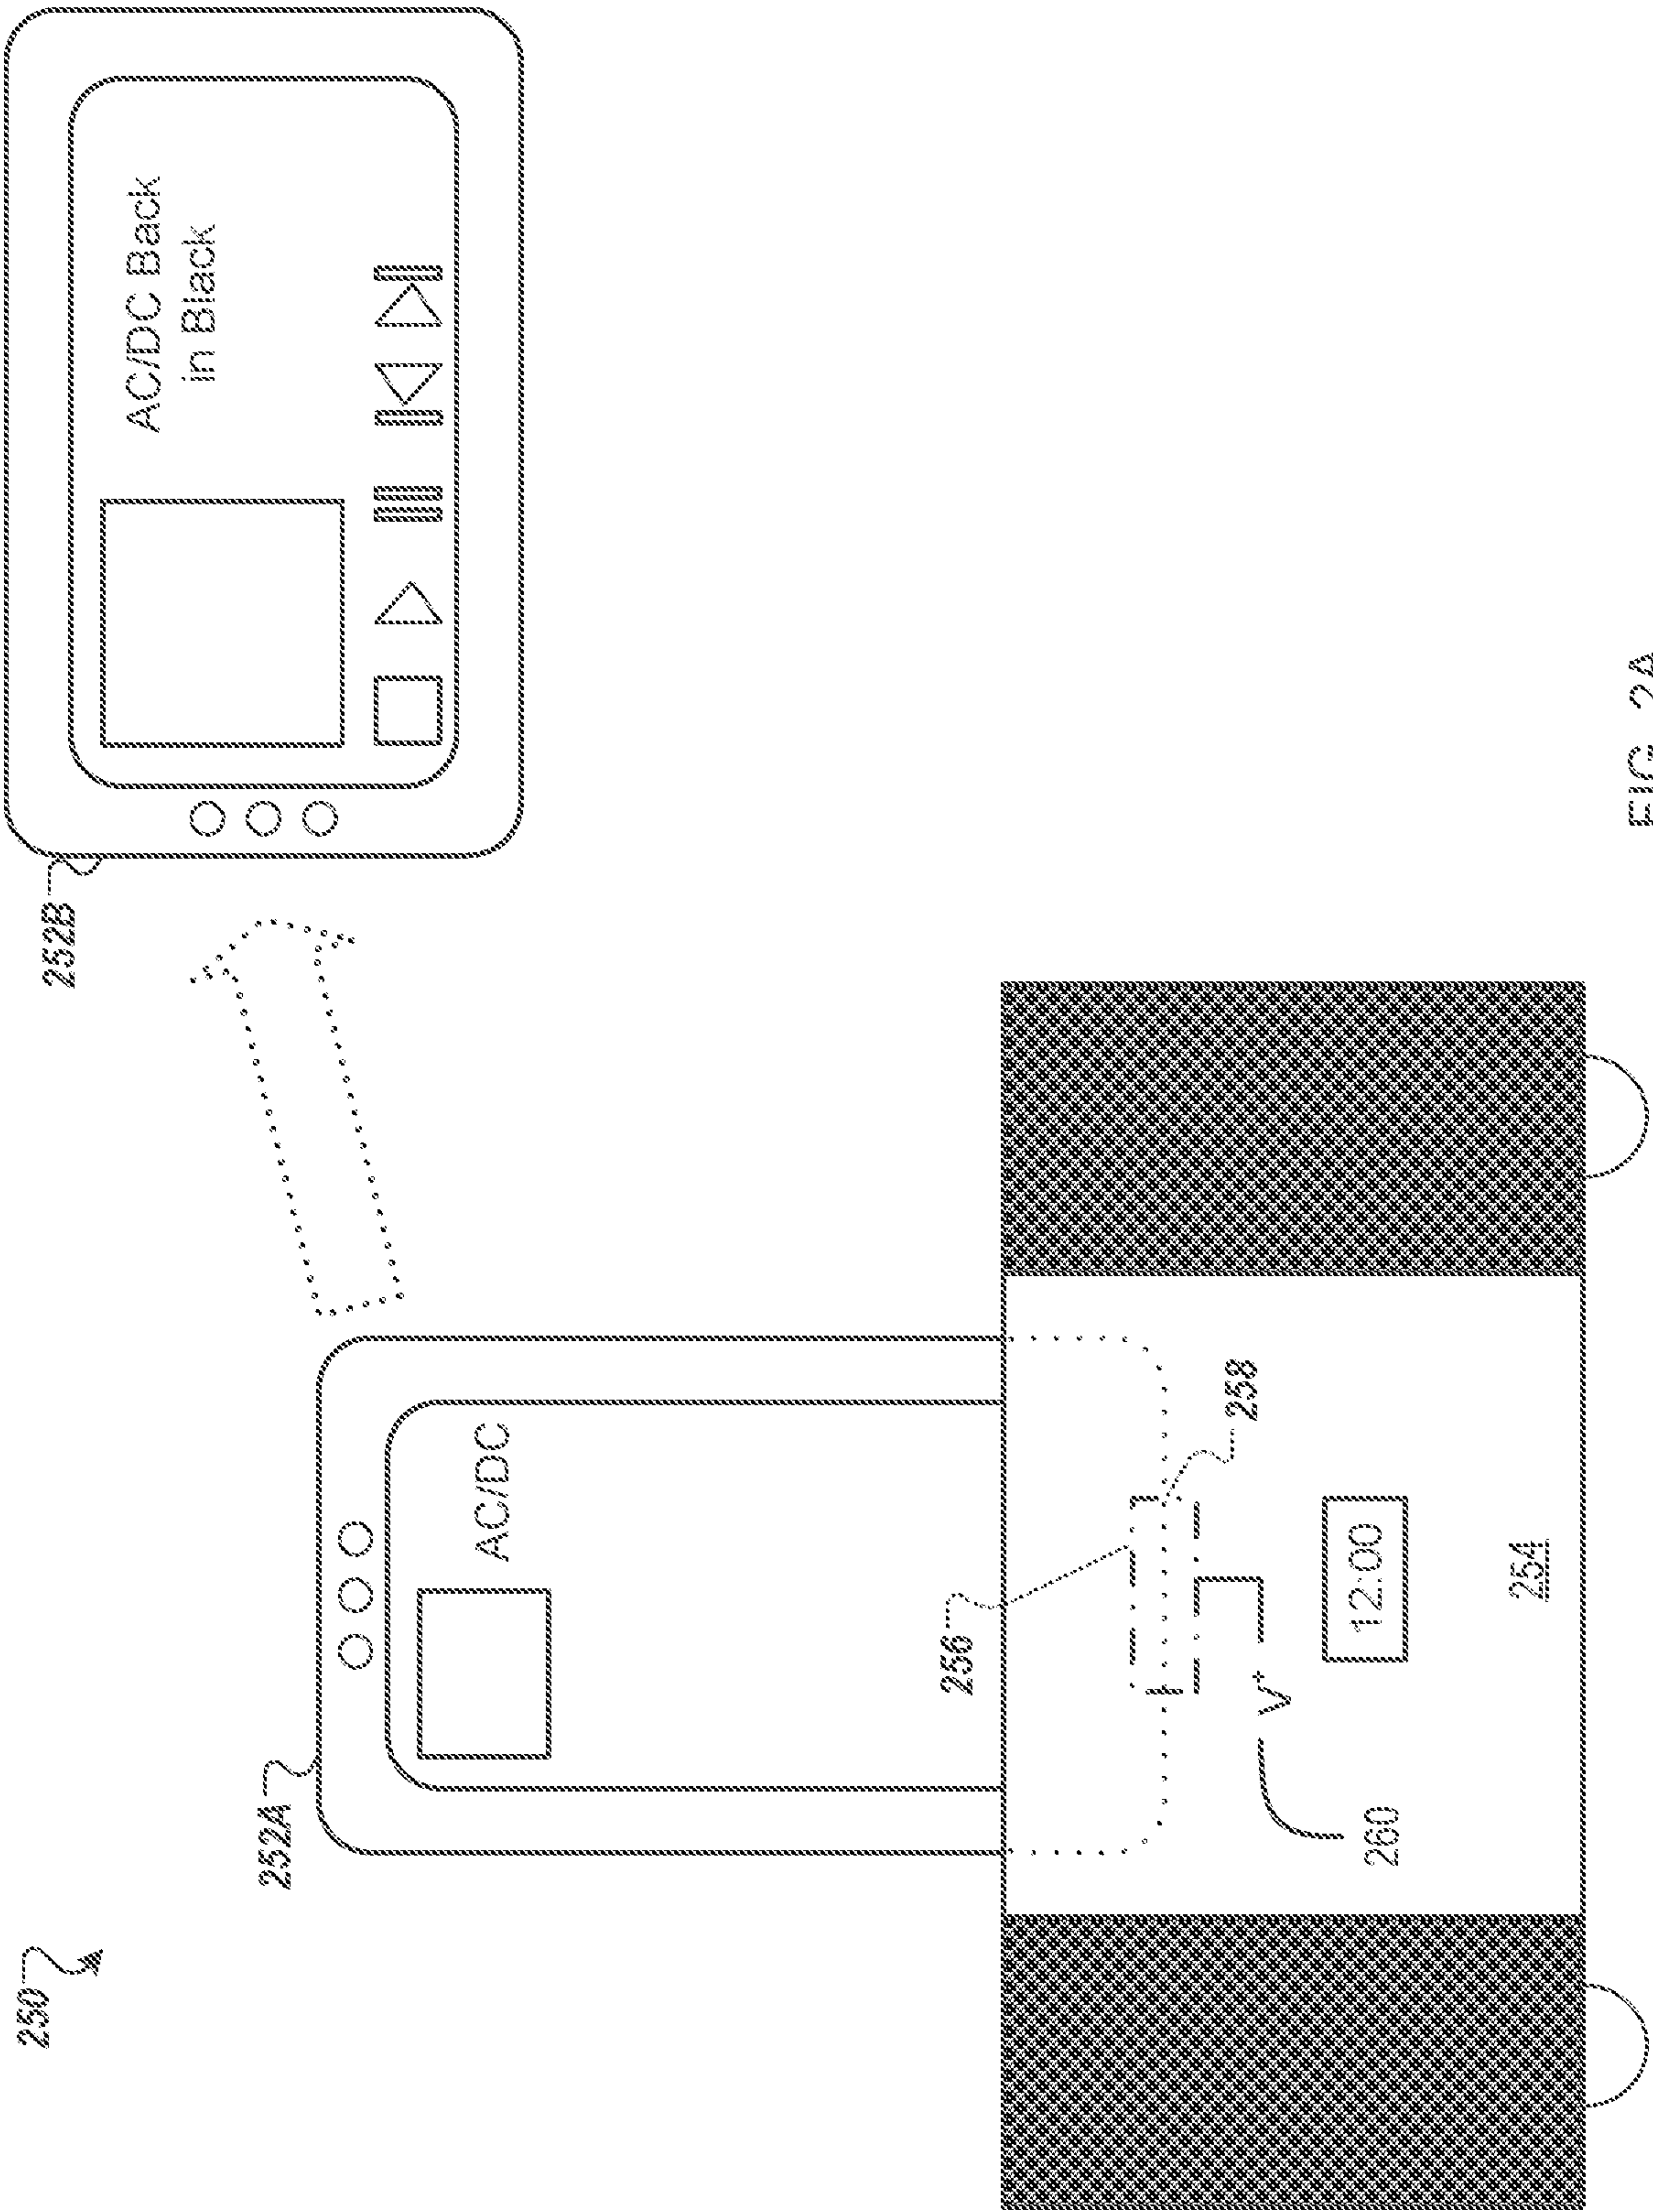 250
252A
252B
AC/DC
AC/DC Back
in Black
256
258
V+
260
12:00
254
FIG. 2A